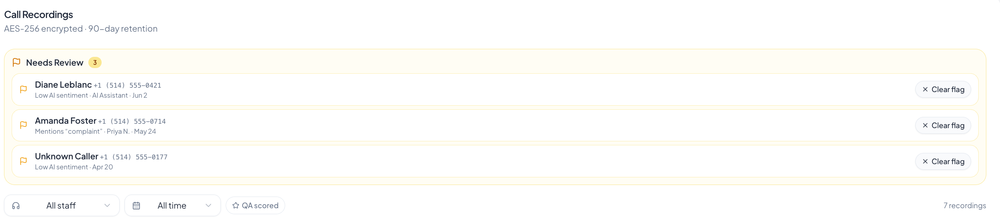 Call Recordings
AES-256 encrypted · 90-day retention
Needs Review 3
Diane Leblanc +1 (514) 555-0421
Low AI sentiment · AI Assistant · Jun 2
Clear flag
Amanda Foster +1 (514) 555-0714
Mentions “complaint” · Priya N. · May 24
Clear flag
Unknown Caller +1 (514) 555-0177
Low AI sentiment · Apr 20
Clear flag
All staff All time QA scored 7 recordings